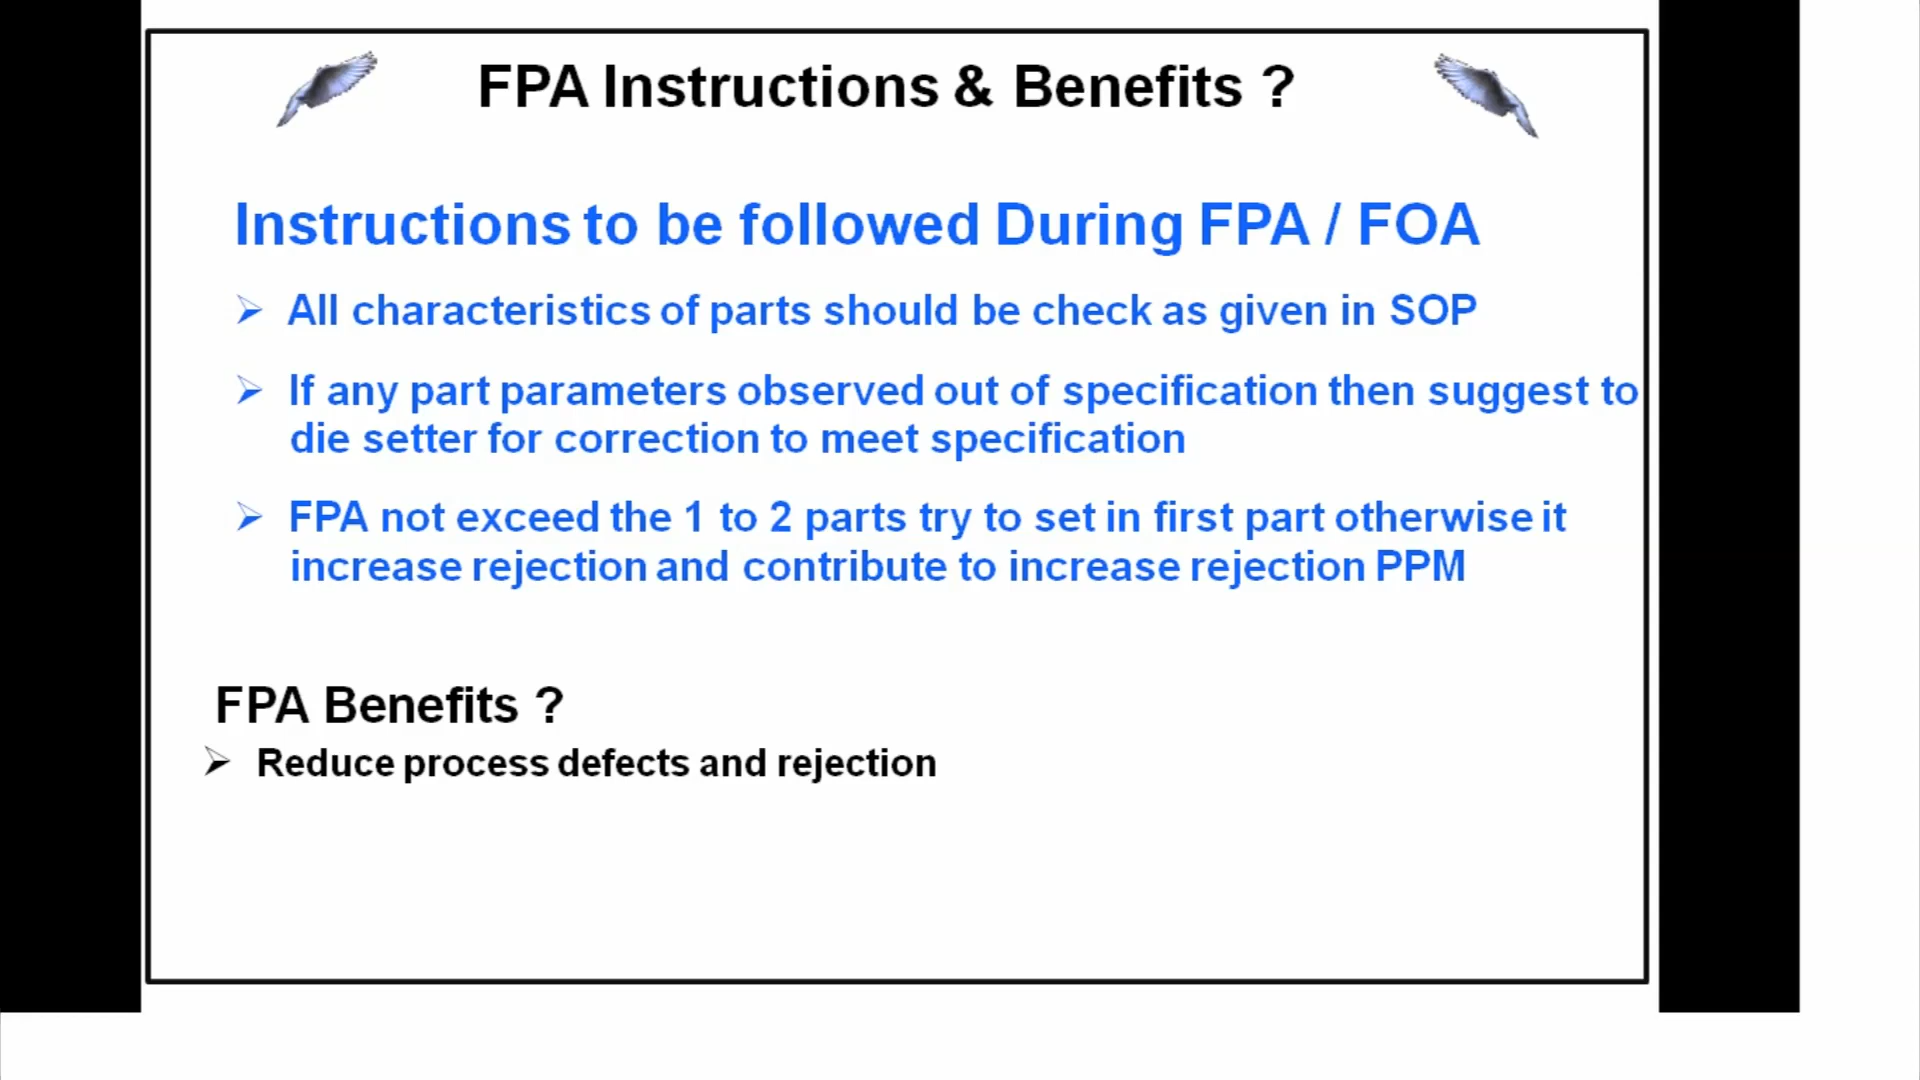 FPA Instructions & Benefits ?
Instructions to be followed During FPA / FOA
➢ All characteristics of parts should be check as given in SOP
➢ If any part parameters observed out of specification then suggest to
die setter for correction to meet specification
➢ FPA not exceed the 1 to 2 parts try to set in first part otherwise it
increase rejection and contribute to increase rejection PPM
FPA Benefits ?
➢ Reduce process defects and rejection